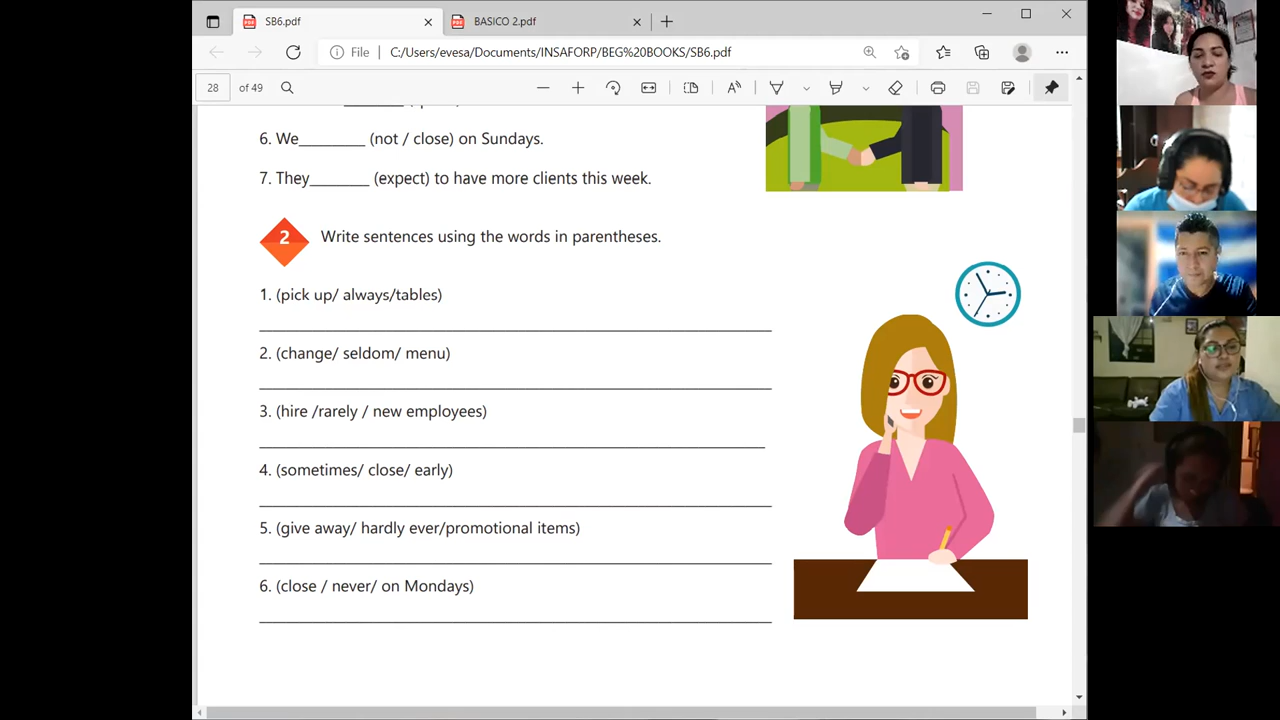 SB6.pdf
BASICO 2.pdf
File
C:/Users/evesa/Documents/INSAFORP/BEG%20BOOKS/SB6.pdf
28 of 49
6. We________ (not / close) on Sundays.
7. They_______ (expect) to have more clients this week.
2 Write sentences using the words in parentheses.
1. (pick up/ always/tables)
2. (change/ seldom/ menu)
3. (hire /rarely / new employees)
4. (sometimes/ close/ early)
5. (give away/ hardly ever/promotional items)
6. (close / never/ on Mondays)